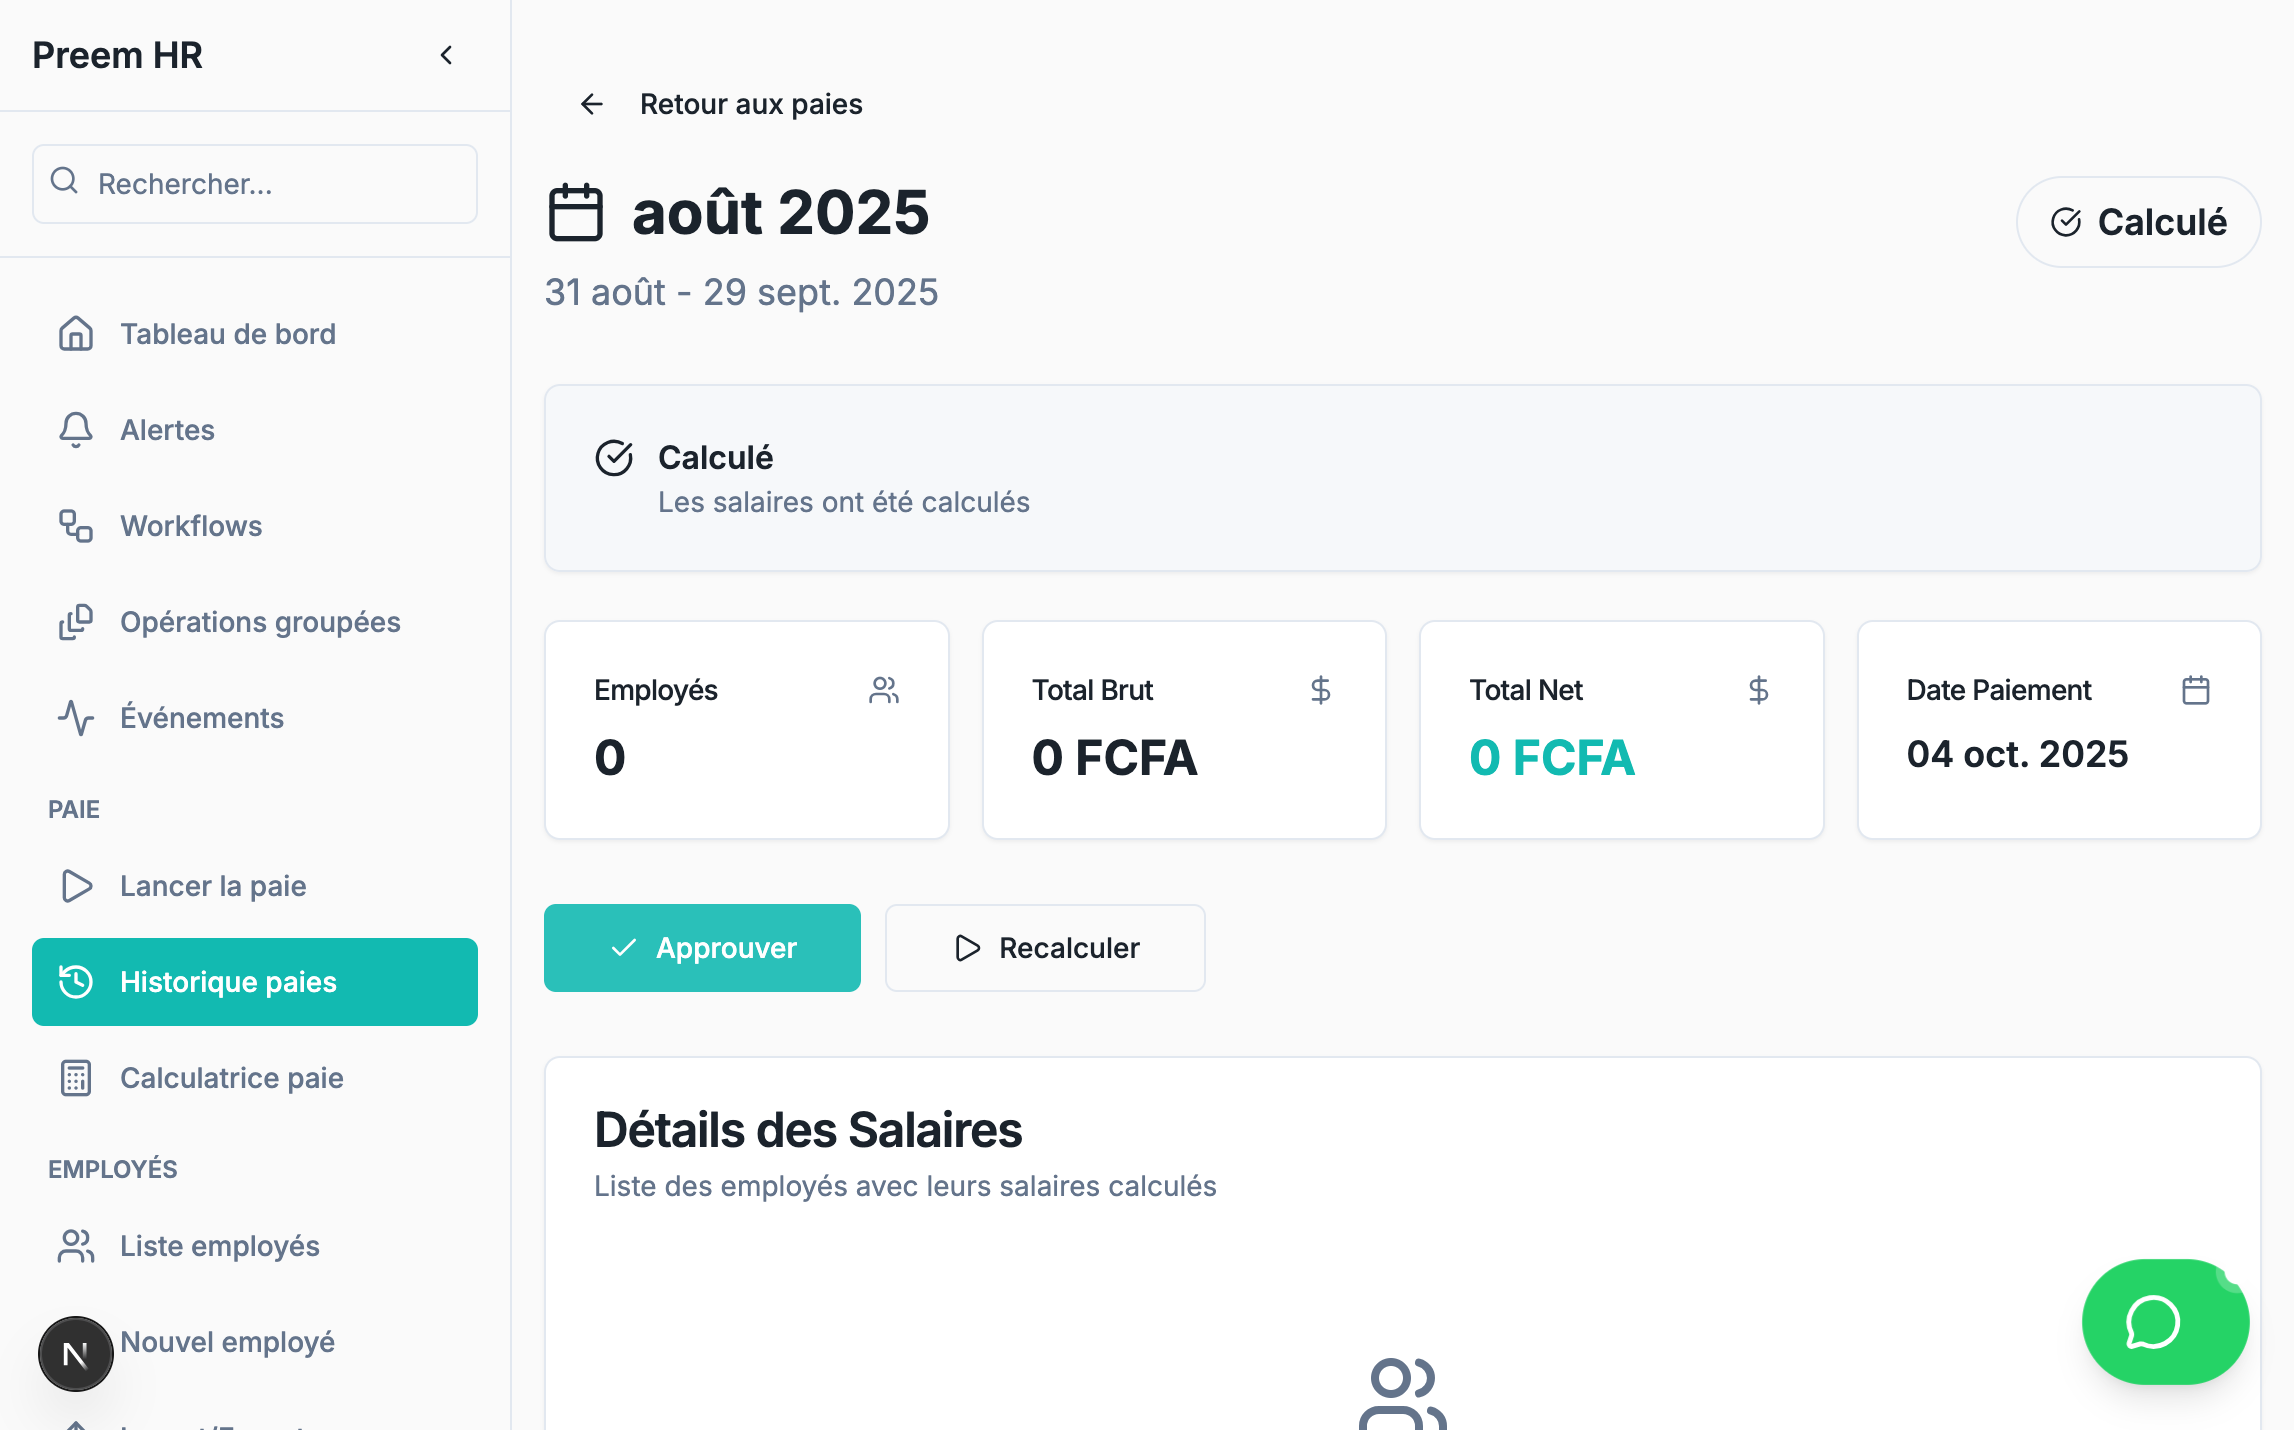 Preem HR
Rechercher...
Tableau de bord
Alertes
Workflows
Opérations groupées
Événements
PAIE
Lancer la paie
Historique paies
Calculatrice paie
EMPLOYÉS
Liste employés
Nouvel employé
N
Retour aux paies
août 2025
Calculé
31 août - 29 sept. 2025
Calculé
Les salaires ont été calculés
Employés
0
Total Brut
0 FCFA
Total Net
0 FCFA
Date Paiement
04 oct. 2025
Approuver
Recalculer
Détails des Salaires
Liste des employés avec leurs salaires calculés